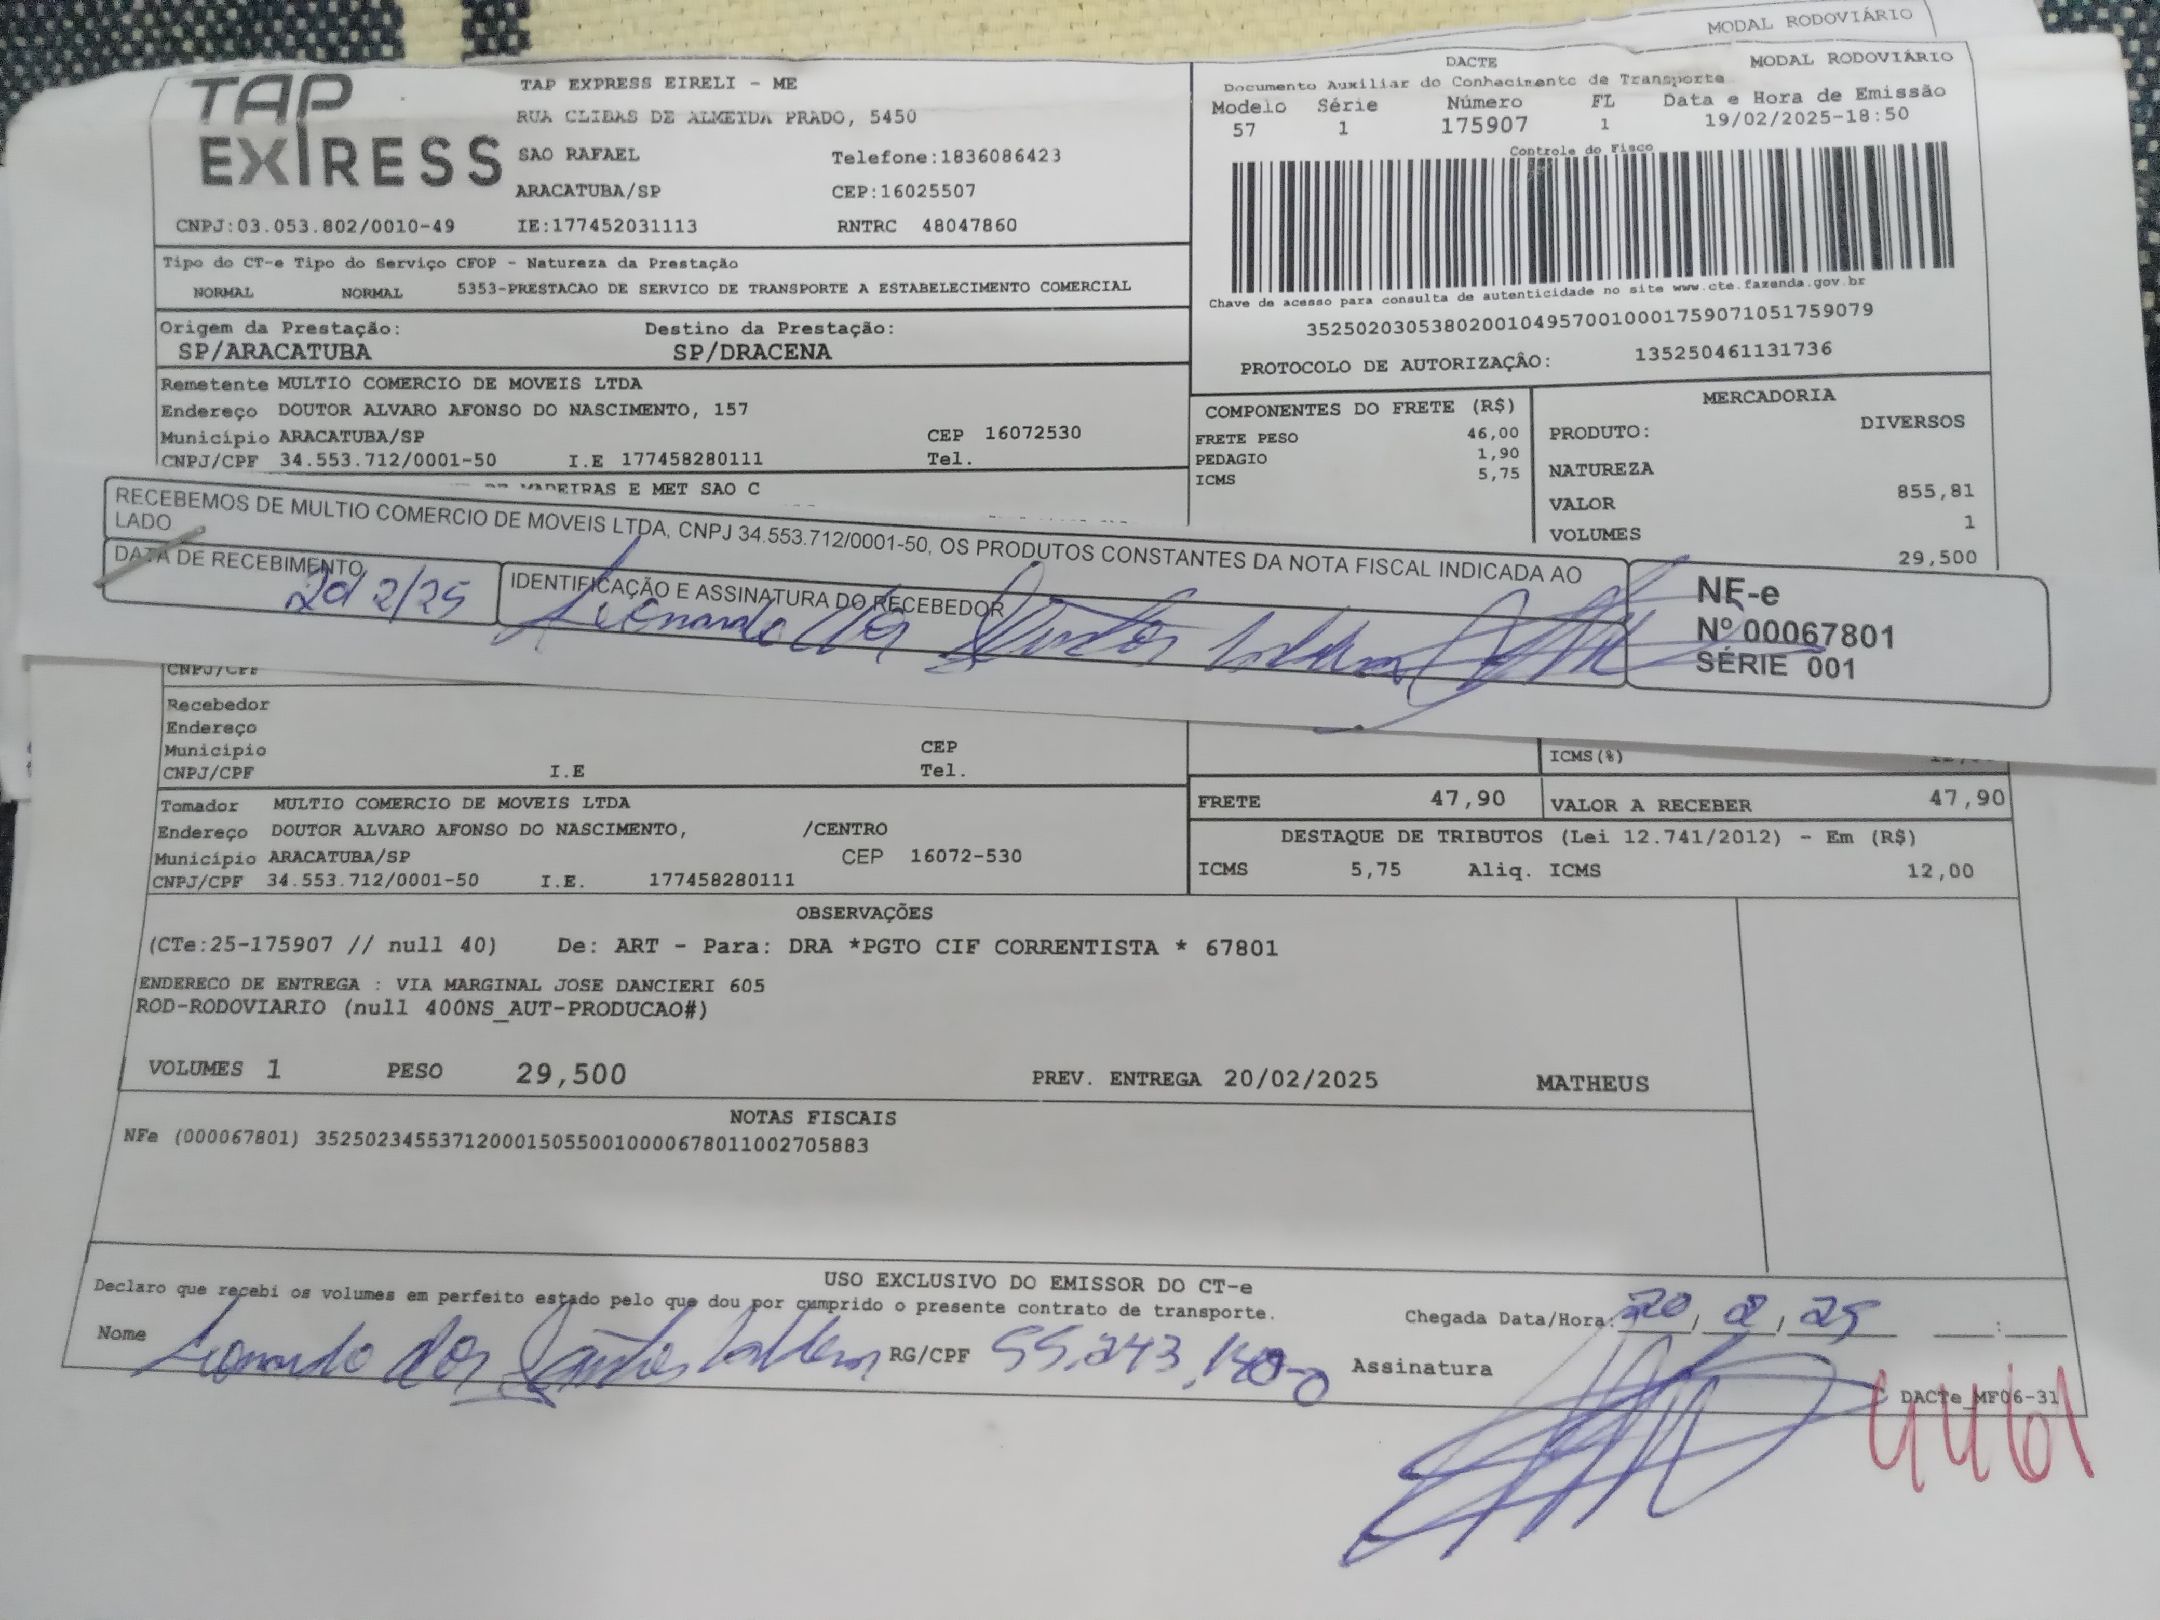 MODAL RODOVIÁRIO
TAP EXPRESS
TAP EXPRESS EIRELI - ME
RUA CLIBAS DE ALMEIDA PRADO, 5450
SAO RAFAEL Telefone:1836086423
ARACATUBA/SP CEP:16025507
CNPJ:03.053.802/0010-49 IE:177452031113 RNTRC 48047860
DACTE MODAL RODOVIÁRIO
Documento Auxiliar do Conhecimento de Transporte
Modelo Série Número FL Data e Hora de Emissão
57 1 175907 1 19/02/2025-18:50
Controle do Fisco
Chave de acesso para consulta de autenticidade no site www.cte.fazenda.gov.br
35250203053802001049570010001759071051759079
PROTOCOLO DE AUTORIZAÇÃO: 135250461131736
Tipo do CT-e Tipo do Serviço CFOP - Natureza da Prestação
NORMAL NORMAL 5353-PRESTACAO DE SERVICO DE TRANSPORTE A ESTABELECIMENTO COMERCIAL
Origem da Prestação: Destino da Prestação:
SP/ARACATUBA SP/DRACENA
Remetente MULTIO COMERCIO DE MOVEIS LTDA
Endereço DOUTOR ALVARO AFONSO DO NASCIMENTO, 157
Município ARACATUBA/SP CEP 16072530
CNPJ/CPF 34.553.712/0001-50 I.E 177458280111 Tel.
MADEIRAS E MET SAO C
COMPONENTES DO FRETE (R$)
FRETE PESO 46,00
PEDAGIO 1,90
ICMS 5,75
MERCADORIA
PRODUTO: DIVERSOS
NATUREZA
VALOR 855,81
VOLUMES 1
29,500
RECEBEMOS DE MULTIO COMERCIO DE MOVEIS LTDA, CNPJ 34.553.712/0001-50, OS PRODUTOS CONSTANTES DA NOTA FISCAL INDICADA AO
LADO
DATA DE RECEBIMENTO
20/2/25
IDENTIFICAÇÃO E ASSINATURA DO RECEBEDOR
Leonardo dos Santos
NF-e
Nº 00067801
SÉRIE 001
CNPJ/CPF
Recebedor
Endereço
Município CEP
CNPJ/CPF I.E Tel.
ICMS(%)
Tomador MULTIO COMERCIO DE MOVEIS LTDA
Endereço DOUTOR ALVARO AFONSO DO NASCIMENTO, /CENTRO
Município ARACATUBA/SP CEP 16072-530
CNPJ/CPF 34.553.712/0001-50 I.E. 177458280111
FRETE 47,90 VALOR A RECEBER 47,90
DESTAQUE DE TRIBUTOS (Lei 12.741/2012) - Em (R$)
ICMS 5,75 Aliq. ICMS 12,00
OBSERVAÇÕES
(CTe:25-175907 // null 40) De: ART - Para: DRA *PGTO CIF CORRENTISTA * 67801
ENDERECO DE ENTREGA : VIA MARGINAL JOSE DANCIERI 605
ROD-RODOVIARIO (null 400NS_AUT-PRODUCAO#)
VOLUMES 1 PESO 29,500 PREV. ENTREGA 20/02/2025 MATHEUS
NOTAS FISCAIS
NFe (000067801) 35250234553712000150550010000678011002705883
USO EXCLUSIVO DO EMISSOR DO CT-e
Declaro que recebi os volumes em perfeito estado pelo que dou por cumprido o presente contrato de transporte.
Chegada Data/Hora: 20, 2, 25 :
Nome Leonardo dos Santos RG/CPF Assinatura
DACTe_MF06-31
4461